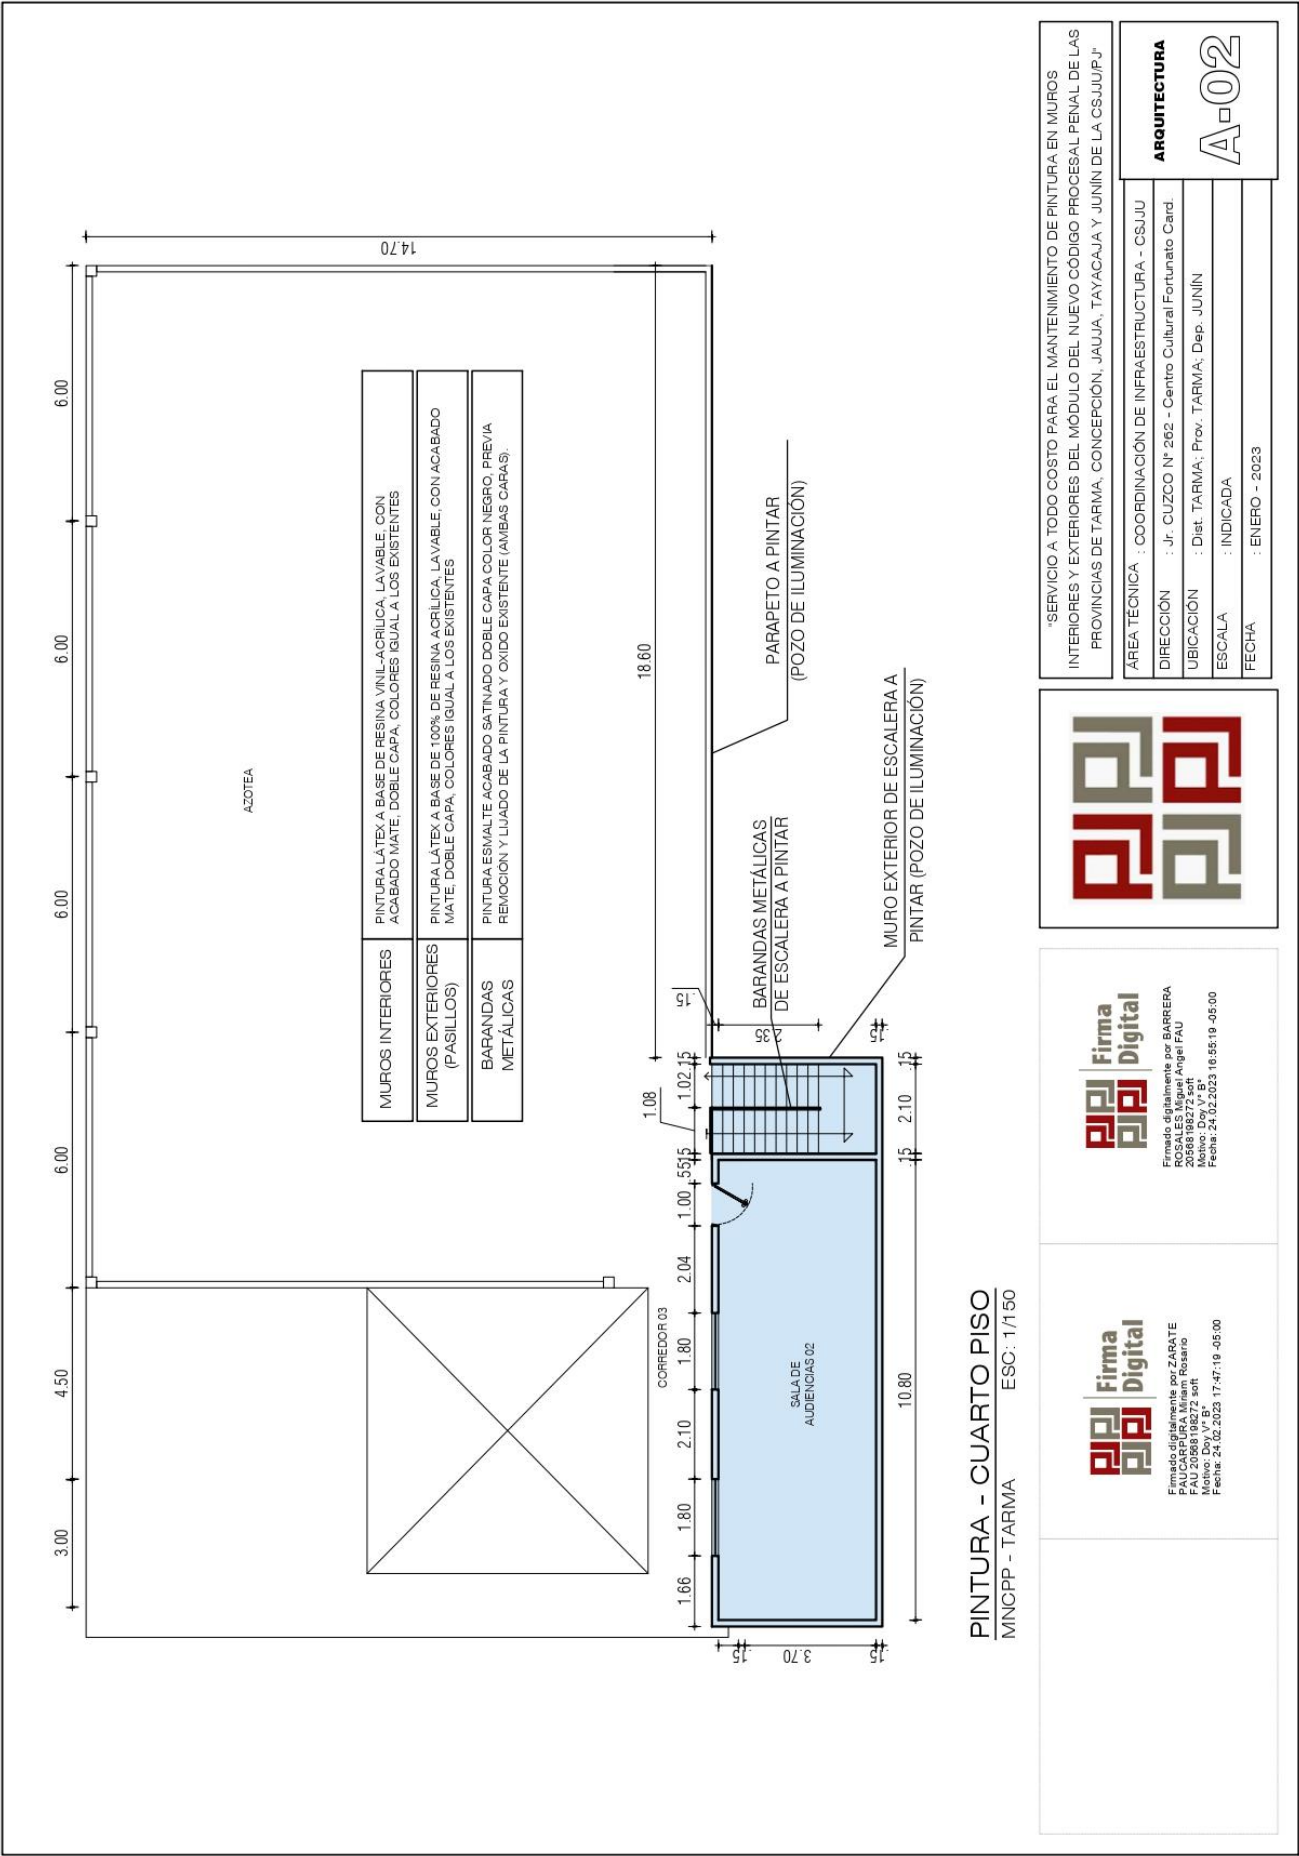 3.00
4.50
6.00
6.00
6.00
6.00
14.70
AZOTEA
MUROS INTERIORES
PINTURA LÁTEX A BASE DE RESINA VINIL-ACRÍLICA, LAVABLE, CON
ACABADO MATE, DOBLE CAPA, COLORES IGUAL A LOS EXISTENTES
MUROS EXTERIORES
(PASILLOS)
PINTURA LÁTEX A BASE DE 100% DE RESINA ACRÍLICA, LAVABLE, CON ACABADO
MATE, DOBLE CAPA, COLORES IGUAL A LOS EXISTENTES
BARANDAS
METÁLICAS
PINTURA ESMALTE ACABADO SATINADO DOBLE CAPA COLOR NEGRO, PREVIA
REMOCION Y LIJADO DE LA PINTURA Y OXIDO EXISTENTE (AMBAS CARAS).
18.60
CORREDOR 03
1.08
1.66
1.80
2.10
1.80
2.04
1.00
.55
.15
1.02
.15
.15
.15
3.70
.15
2.35
.15
SALA DE
AUDIENCIAS 02
10.80
.15
2.10
.15
PARAPETO A PINTAR
(POZO DE ILUMINACIÓN)
BARANDAS METÁLICAS
DE ESCALERA A PINTAR
MURO EXTERIOR DE ESCALERA A
PINTAR (POZO DE ILUMINACIÓN)
PINTURA - CUARTO PISO
MNCPP - TARMA ESC: 1/150
Firma
Digital
Firmado digitalmente por ZARATE
PAUCARPURA Miriam Rosario
FAU 20568198272 soft
Motivo: Doy V° B°
Fecha: 24.02.2023 17:47:19 -05:00
Firma
Digital
Firmado digitalmente por BARRERA
ROSALES Miguel Angel FAU
20568198272 soft
Motivo: Doy V° B°
Fecha: 24.02.2023 16:55:19 -05:00
"SERVICIO A TODO COSTO PARA EL MANTENIMIENTO DE PINTURA EN MUROS
INTERIORES Y EXTERIORES DEL MÓDULO DEL NUEVO CÓDIGO PROCESAL PENAL DE LAS
PROVINCIAS DE TARMA, CONCEPCIÓN, JAUJA, TAYACAJA Y JUNÍN DE LA CSJJU/PJ"
ÁREA TÉCNICA : COORDINACIÓN DE INFRAESTRUCTURA - CSJJU
DIRECCIÓN : Jr. CUZCO N° 262 - Centro Cultural Fortunato Card.
UBICACIÓN : Dist. TARMA; Prov. TARMA; Dep. JUNÍN
ESCALA : INDICADA
FECHA : ENERO - 2023
ARQUITECTURA
A-02